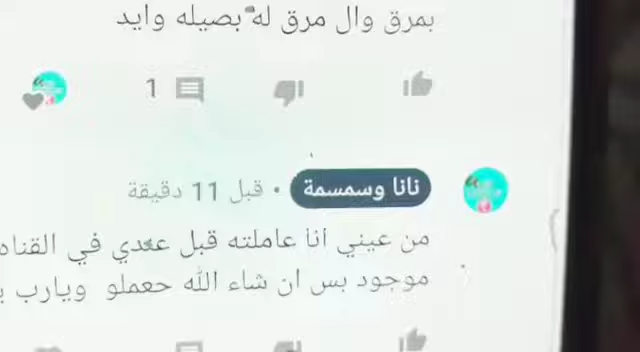 بمرق وال مرق له بصيله وايد
1
نانا وسمسمة • قبل 11 دقيقة
من عيني أنا عاملته قبل عندي في القناه
موجود بس ان شاء الله حعملو ويارب